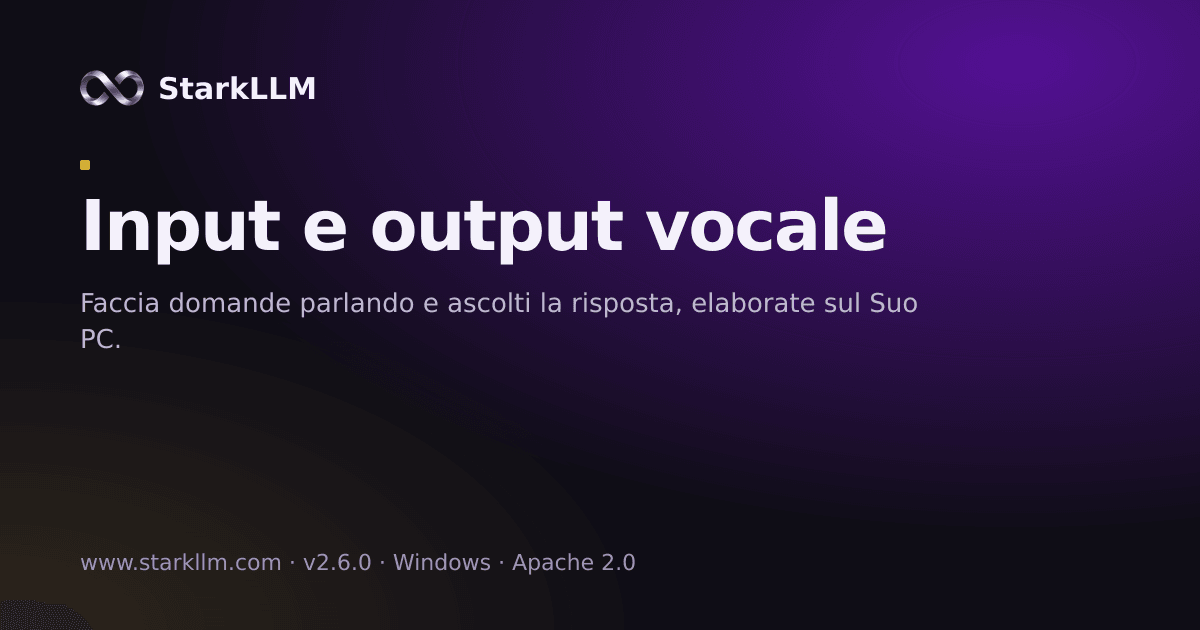 StarkLLM
Input e output vocale
Faccia domande parlando e ascolti la risposta, elaborate sul Suo
PC.
www.starkllm.com · v2.6.0 · Windows · Apache 2.0